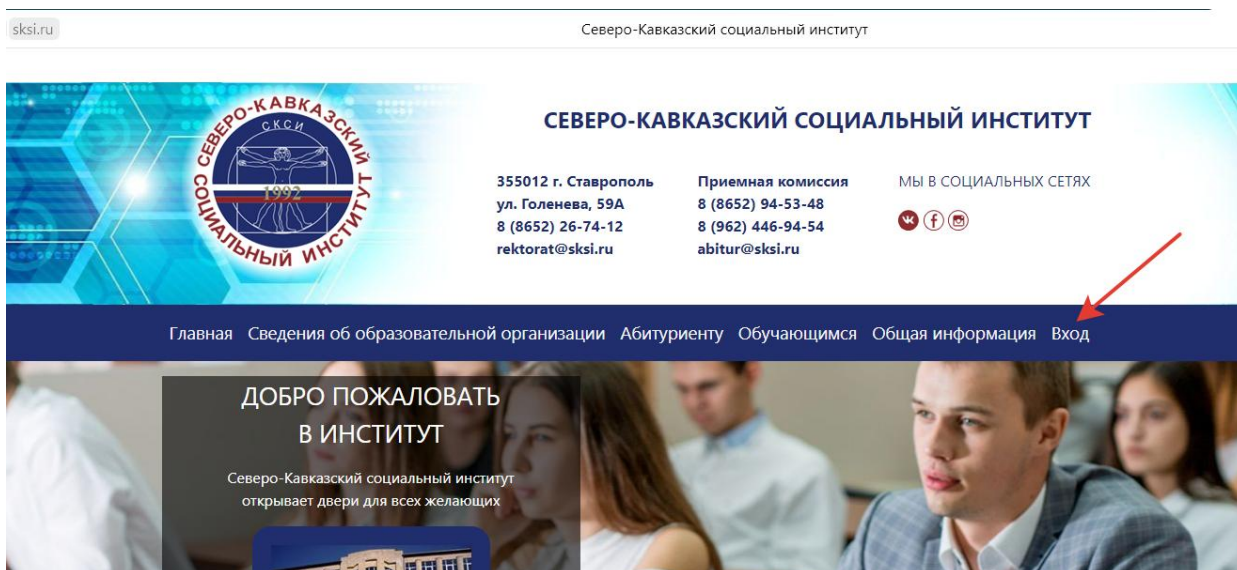 sksi.ru
Северо-Кавказский социальный институт
СЕВЕРО-КАВКАЗСКИЙ СОЦИАЛЬНЫЙ ИНСТИТУТ
СКСИ
1992
СЕВЕРО-КАВКАЗСКИЙ СОЦИАЛЬНЫЙ ИНСТИТУТ
355012 г. Ставрополь
ул. Голенева, 59А
8 (8652) 26-74-12
rektorat@sksi.ru
Приемная комиссия
8 (8652) 94-53-48
8 (962) 446-94-54
abitur@sksi.ru
МЫ В СОЦИАЛЬНЫХ СЕТЯХ
Главная Сведения об образовательной организации Абитуриенту Обучающимся Общая информация Вход
ДОБРО ПОЖАЛОВАТЬ
В ИНСТИТУТ
Северо-Кавказский социальный институт
открывает двери для всех желающих